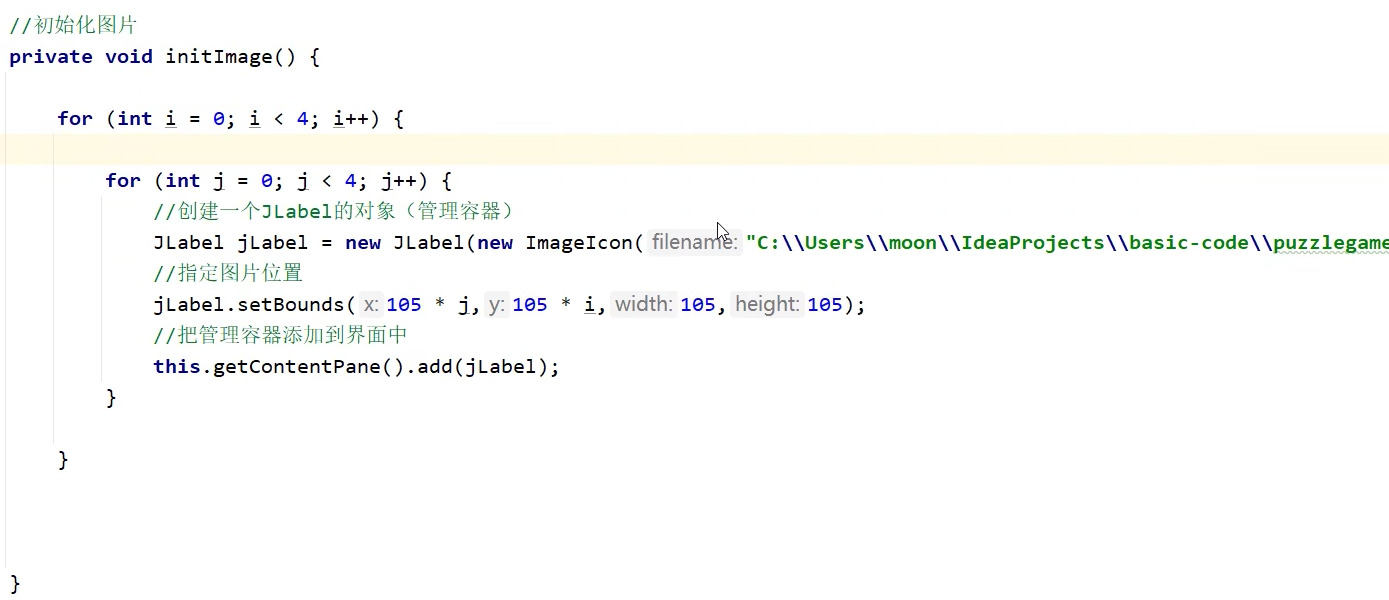 //初始化图片
private void initImage() {
for (int i = 0; i < 4; i++) {
for (int j = 0; j < 4; j++) {
//创建一个JLabel的对象（管理容器）
JLabel jLabel = new JLabel(new ImageIcon( filename: "C:\\Users\\moon\\IdeaProjects\\basic-code\\puzzlegame
//指定图片位置
jLabel.setBounds( x: 105 * j, y: 105 * i, width: 105, height: 105);
//把管理容器添加到界面中
this.getContentPane().add(jLabel);
}
}
}